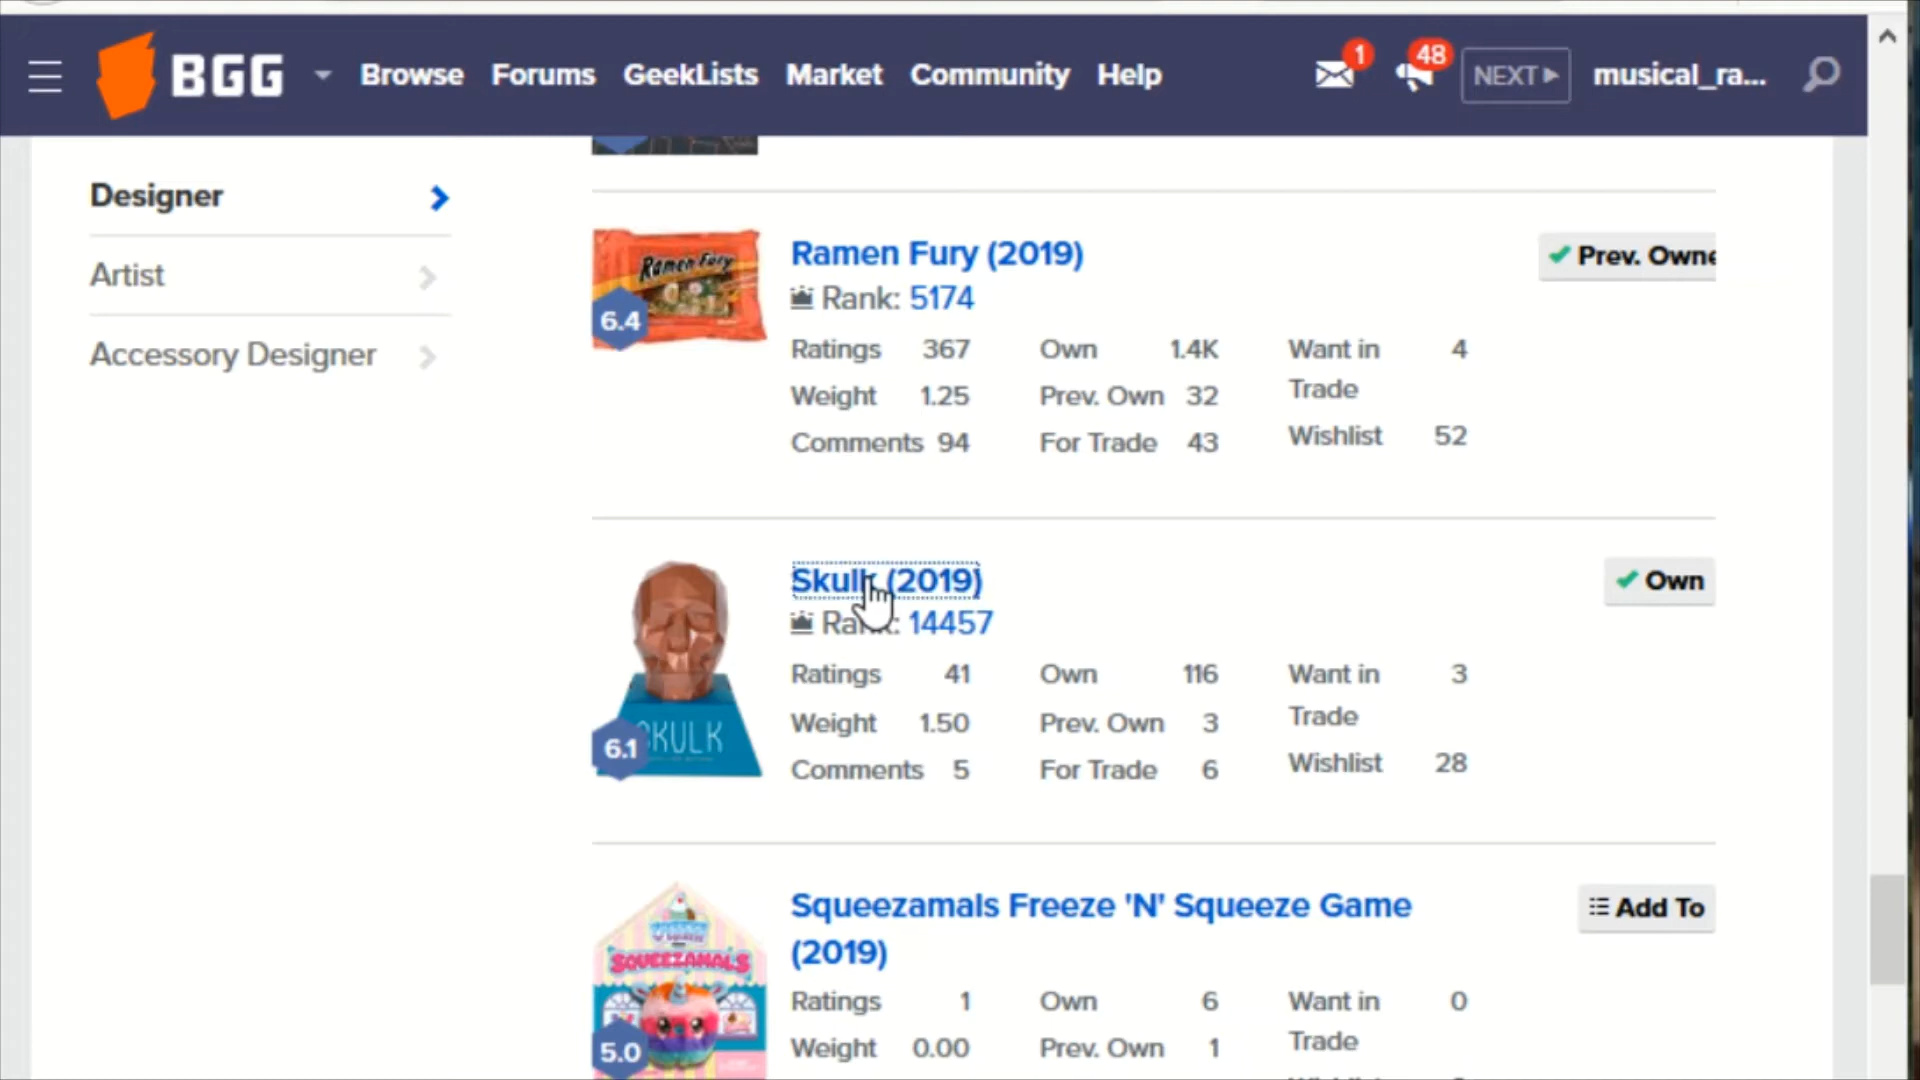 BGG Browse Forums GeekLists Market Community Help 1 48 NEXT musical_ra...
Designer
Artist
Accessory Designer
Ramen Fury
6.4
Ramen Fury (2019)
Rank: 5174
Prev. Owne
Ratings 367 Own 1.4K Want in Trade 4
Weight 1.25 Prev. Own 32
Comments 94 For Trade 43 Wishlist 52
SKULK
6.1
Skulk (2019)
Rank: 14457
Own
Ratings 41 Own 116 Want in Trade 3
Weight 1.50 Prev. Own 3
Comments 5 For Trade 6 Wishlist 28
SQUEEZAMALS
5.0
Squeezamals Freeze 'N' Squeeze Game
(2019)
Add To
Ratings 1 Own 6 Want in Trade 0
Weight 0.00 Prev. Own 1